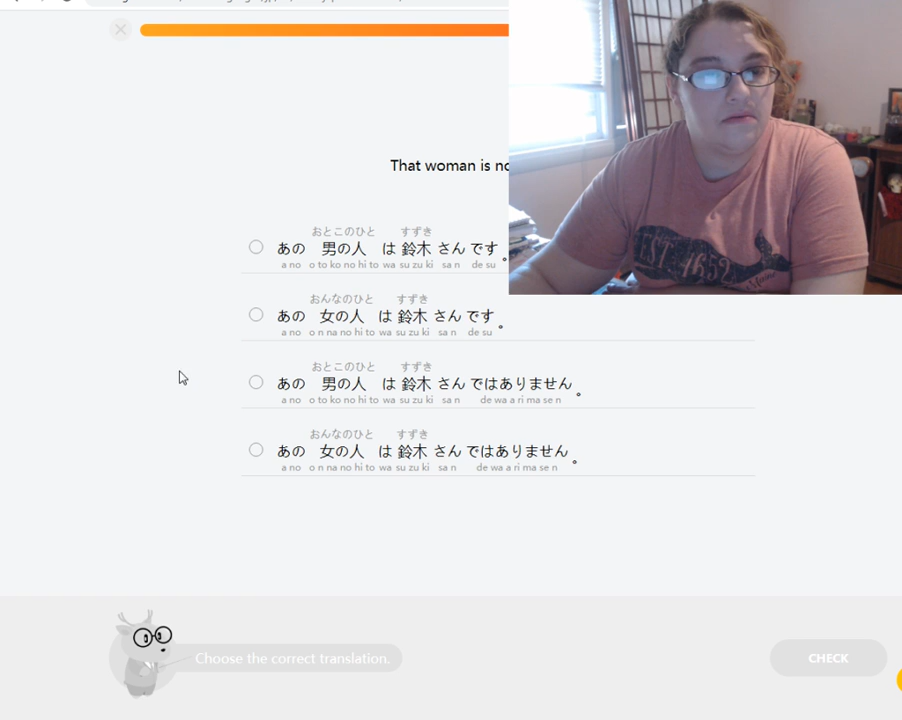 That woman is no
おとこのひと すずき
あの 男の人 は 鈴木 さん です 。
a no o to ko no hi to wa su zu ki sa n de su
おんなのひと すずき
あの 女の人 は 鈴木 さん です 。
a no o n na no hi to wa su zu ki sa n de su
おとこのひと すずき
あの 男の人 は 鈴木 さん ではありません 。
a no o to ko no hi to wa su zu ki sa n de wa a ri ma se n
おんなのひと すずき
あの 女の人 は 鈴木 さん ではありません 。
a no o n na no hi to wa su zu ki sa n de wa a ri ma se n
Choose the correct translation.
CHECK